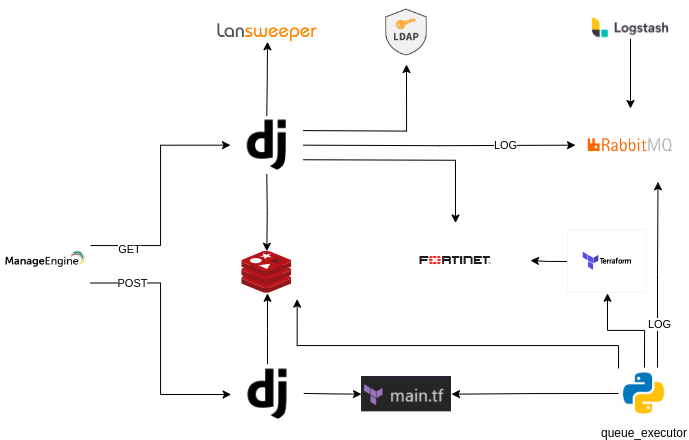 Lansweeper
LDAP
Logstash
dj
LOG
RabbitMQ
GET
ManageEngine
FORTINET
Terraform
POST
LOG
dj
main.tf
queue_executor